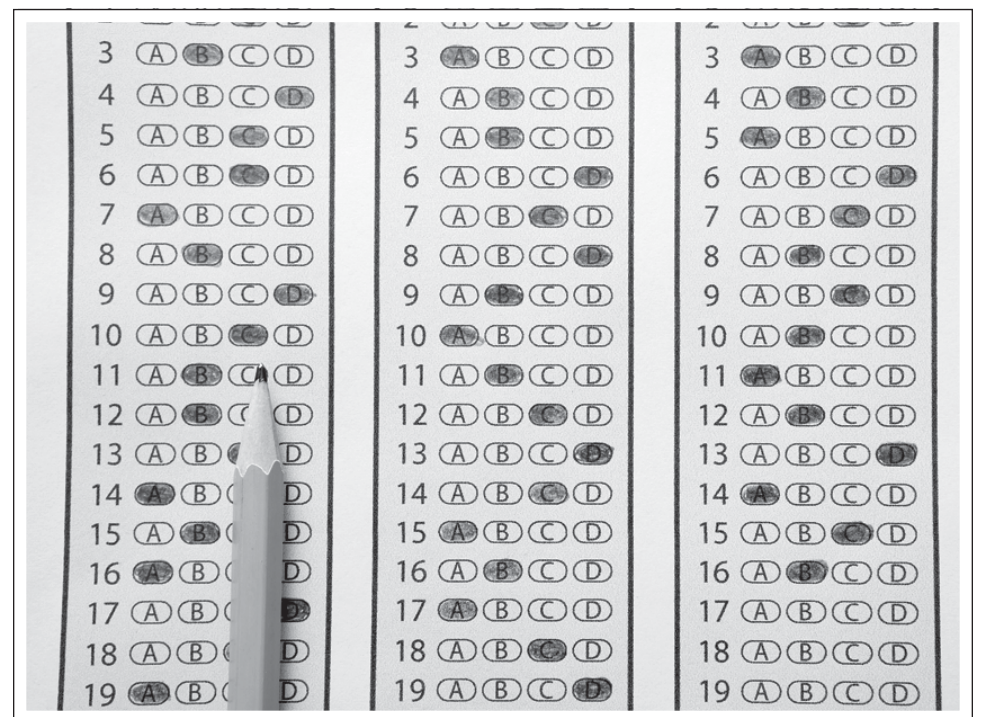 3 A B C D
4 A B C D
5 A B C D
6 A B C D
7 A B C D
8 A B C D
9 A B C D
10 A B C D
11 A B C D
12 A B C D
13 A B D
14 A B D
15 A B D
16 A B D
17 A B D
18 A B D
19 A B D
3 A B C D
4 A B C D
5 A B C D
6 A B C D
7 A B C D
8 A B C D
9 A B C D
10 A B C D
11 A B C D
12 A B C D
13 A B C D
14 A B C D
15 A B C D
16 A B C D
17 A B C D
18 A B C D
19 A B C D
3 A B C D
4 A B C D
5 A B C D
6 A B C D
7 A B C D
8 A B C D
9 A B C D
10 A B C D
11 A B C D
12 A B C D
13 A B C D
14 A B C D
15 A B C D
16 A B C D
17 A B C D
18 A B C D
19 A B C D